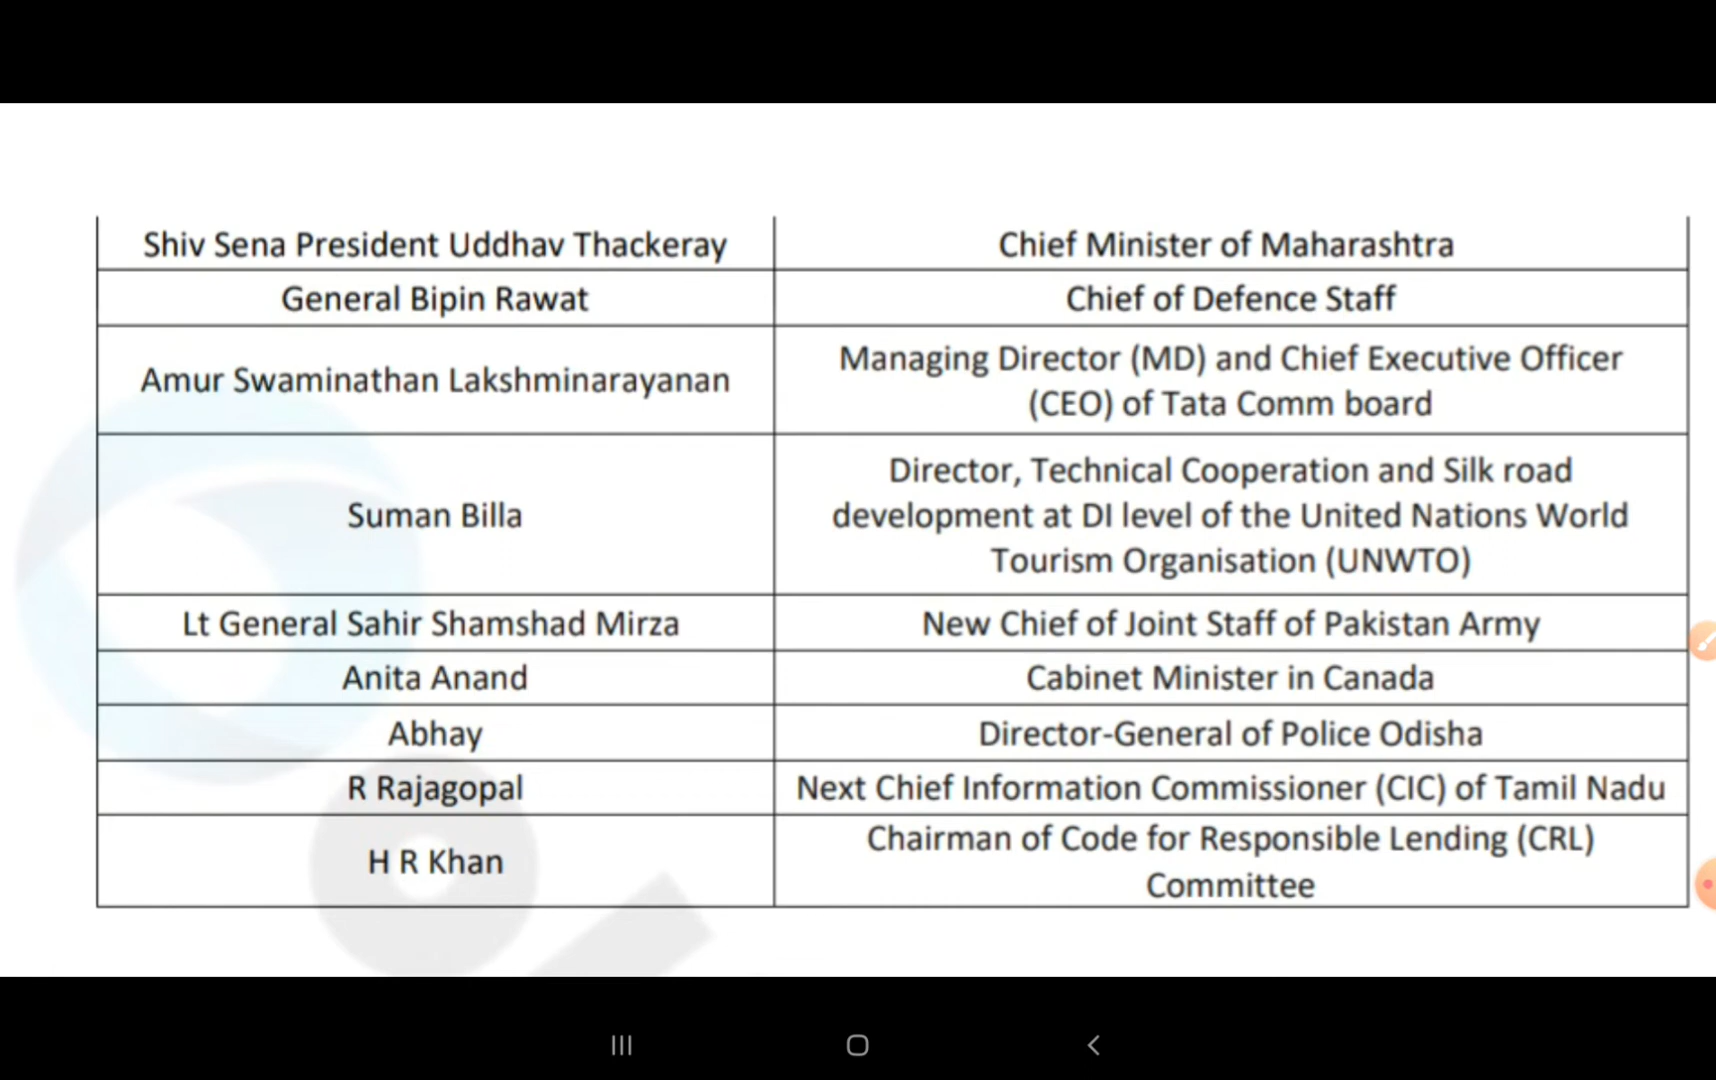 Shiv Sena President Uddhav Thackeray
Chief Minister of Maharashtra
General Bipin Rawat
Chief of Defence Staff
Amur Swaminathan Lakshminarayanan
Managing Director (MD) and Chief Executive Officer
(CEO) of Tata Comm board
Suman Billa
Director, Technical Cooperation and Silk road
development at DI level of the United Nations World
Tourism Organisation (UNWTO)
Lt General Sahir Shamshad Mirza
New Chief of Joint Staff of Pakistan Army
Anita Anand
Cabinet Minister in Canada
Abhay
Director-General of Police Odisha
R Rajagopal
Next Chief Information Commissioner (CIC) of Tamil Nadu
H R Khan
Chairman of Code for Responsible Lending (CRL)
Committee